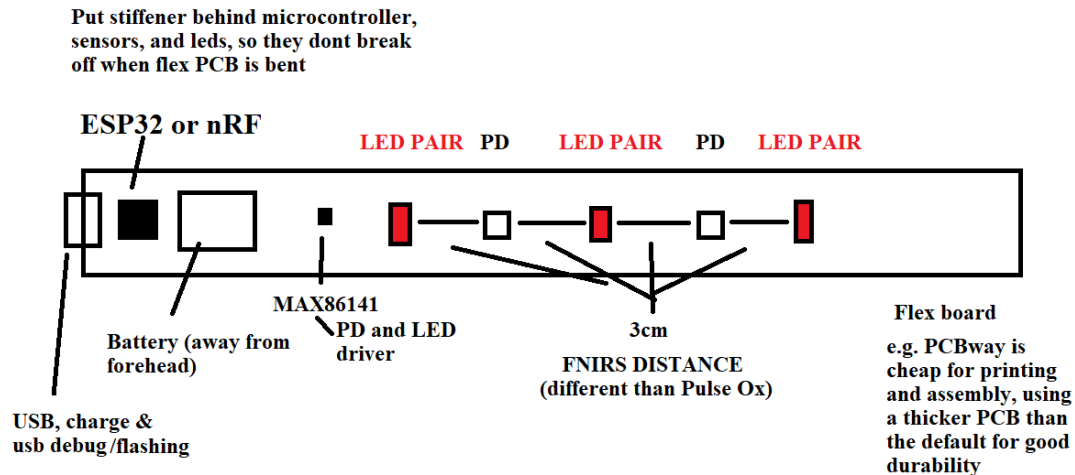 Put stiffener behind microcontroller,
sensors, and leds, so they dont break
off when flex PCB is bent
ESP32 or nRF
LED PAIR PD LED PAIR PD LED PAIR
MAX86141
PD and LED
driver
Battery (away from
forehead)
3cm
FNIRS DISTANCE
(different than Pulse Ox)
USB, charge &
usb debug/flashing
Flex board
e.g. PCBway is
cheap for printing
and assembly, using
a thicker PCB than
the default for good
durability